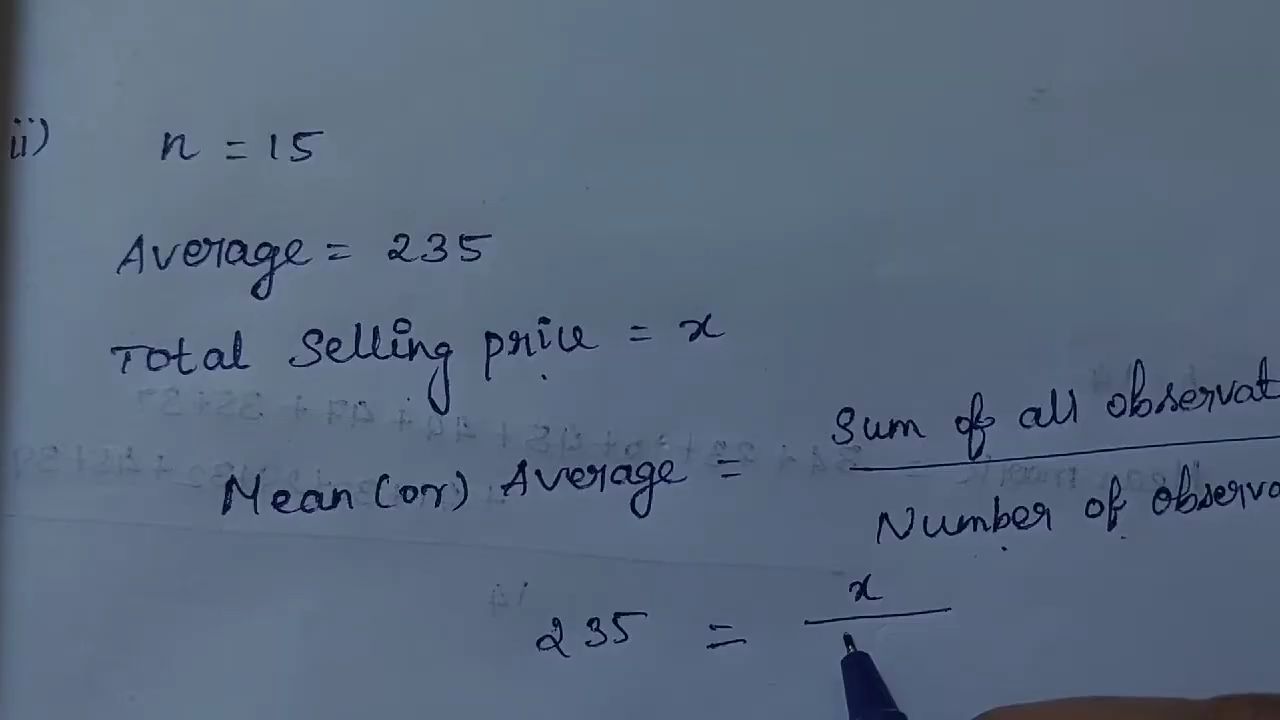 ii) n = 15
Average = 235
Total Selling price = x
Mean (or) Average = Sum of all observat
Number of observa
235 = x